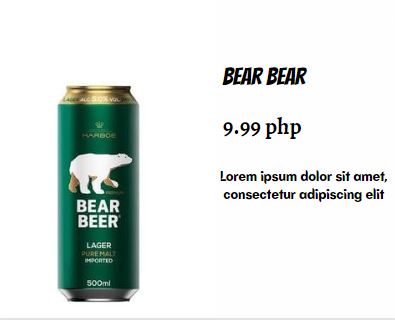 ALC 5.0% VOL
HARBOE
PREMIUM
BEAR
BEER
LAGER
PURE MALT
IMPORTED
500ml
BEAR BEAR
9.99 php
Lorem ipsum dolor sit amet,
consectetur adipiscing elit